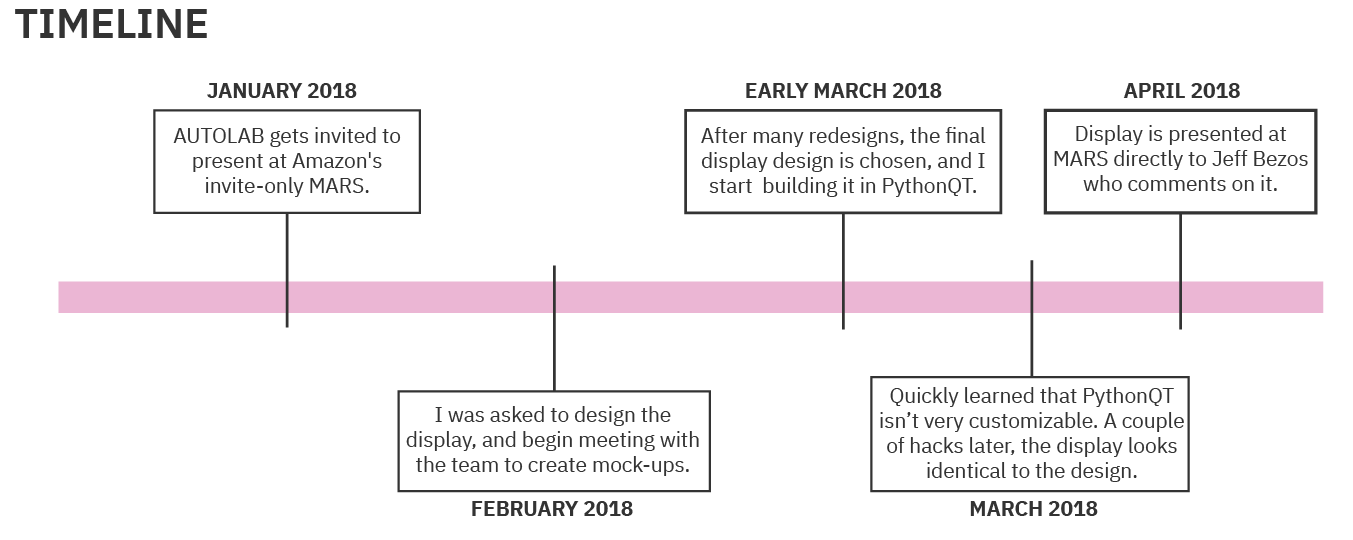 TIMELINE
JANUARY 2018
AUTOLAB gets invited to
present at Amazon's
invite-only MARS.
I was asked to design the
display, and begin meeting with
the team to create mock-ups.
FEBRUARY 2018
EARLY MARCH 2018
After many redesigns, the final
display design is chosen, and I
start  building it in PythonQT.
Quickly learned that PythonQT
isn’t very customizable. A couple
of hacks later, the display looks
identical to the design.
MARCH 2018
APRIL 2018
Display is presented at
MARS directly to Jeff Bezos
who comments on it.